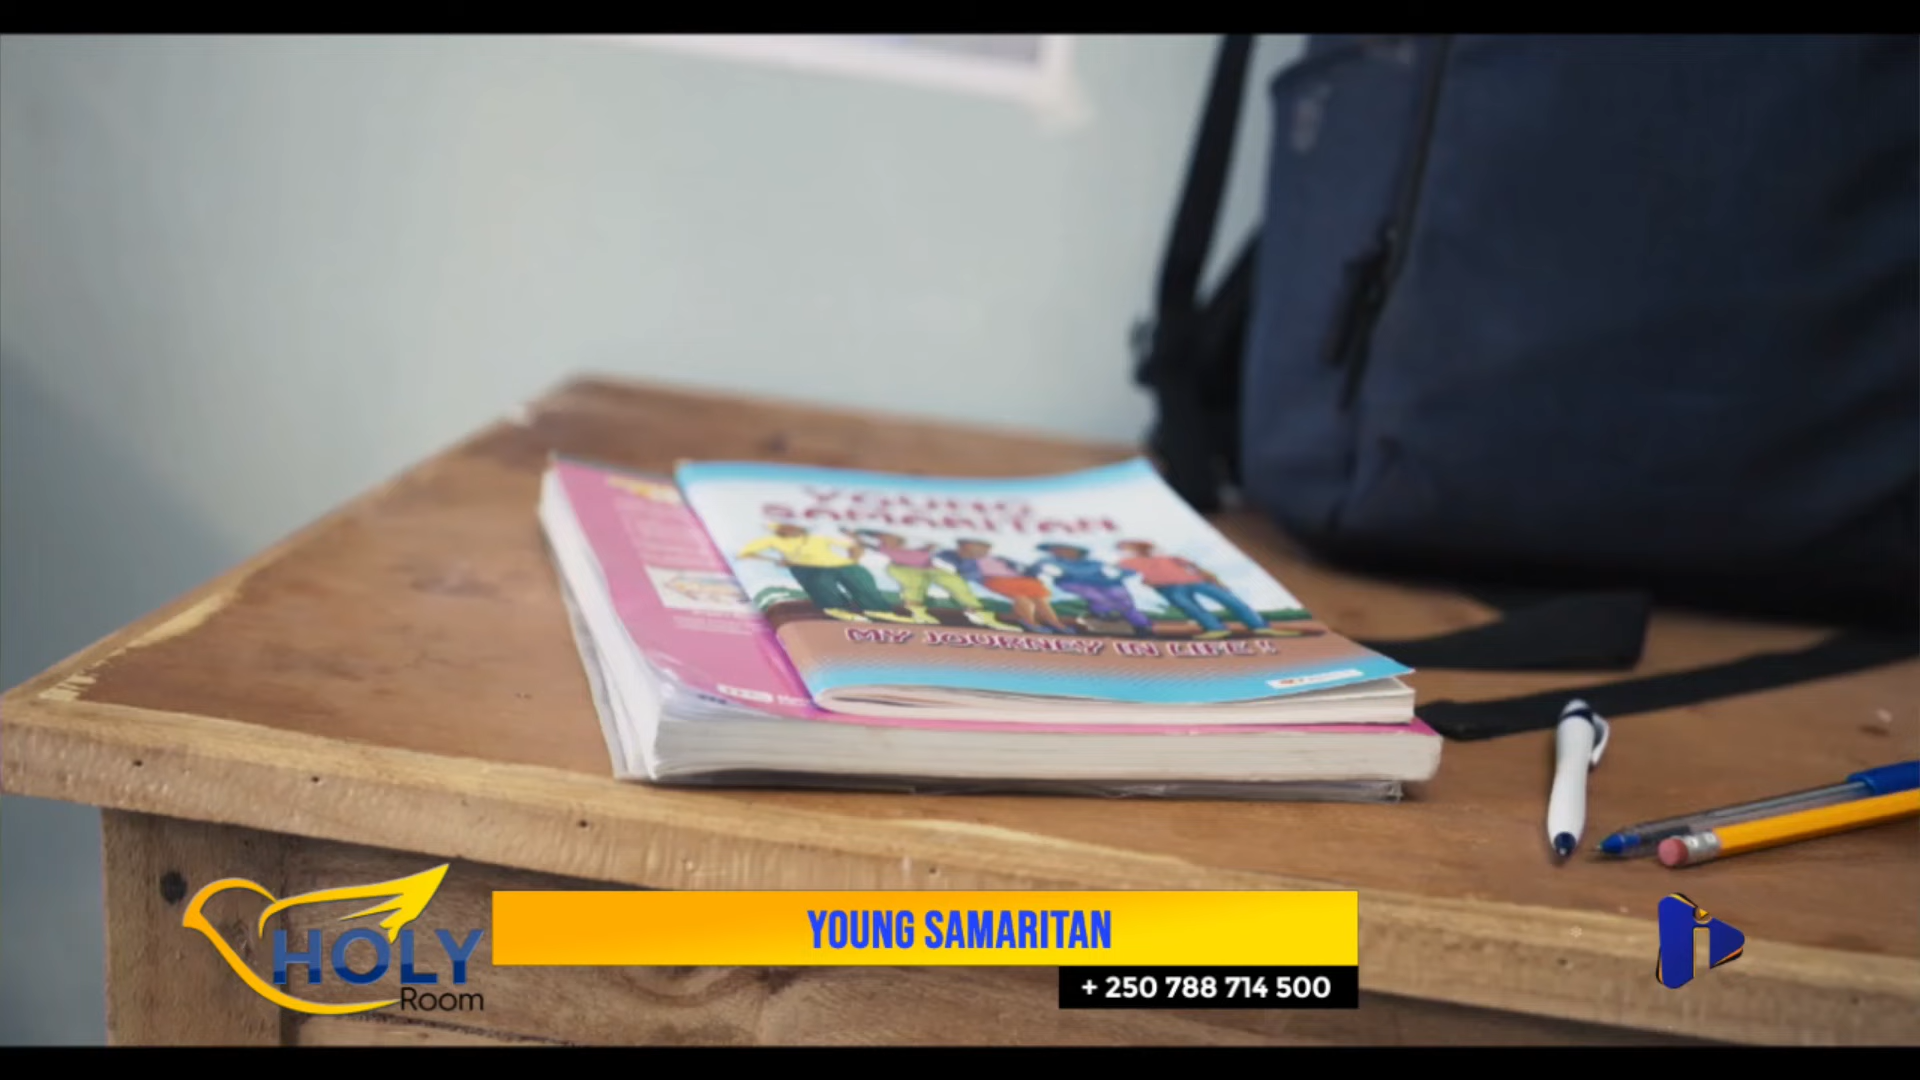 YOUNG
SAMARITAN
MY JOURNEY IN LIFE!
HOLY
Room
YOUNG SAMARITAN
+ 250 788 714 500